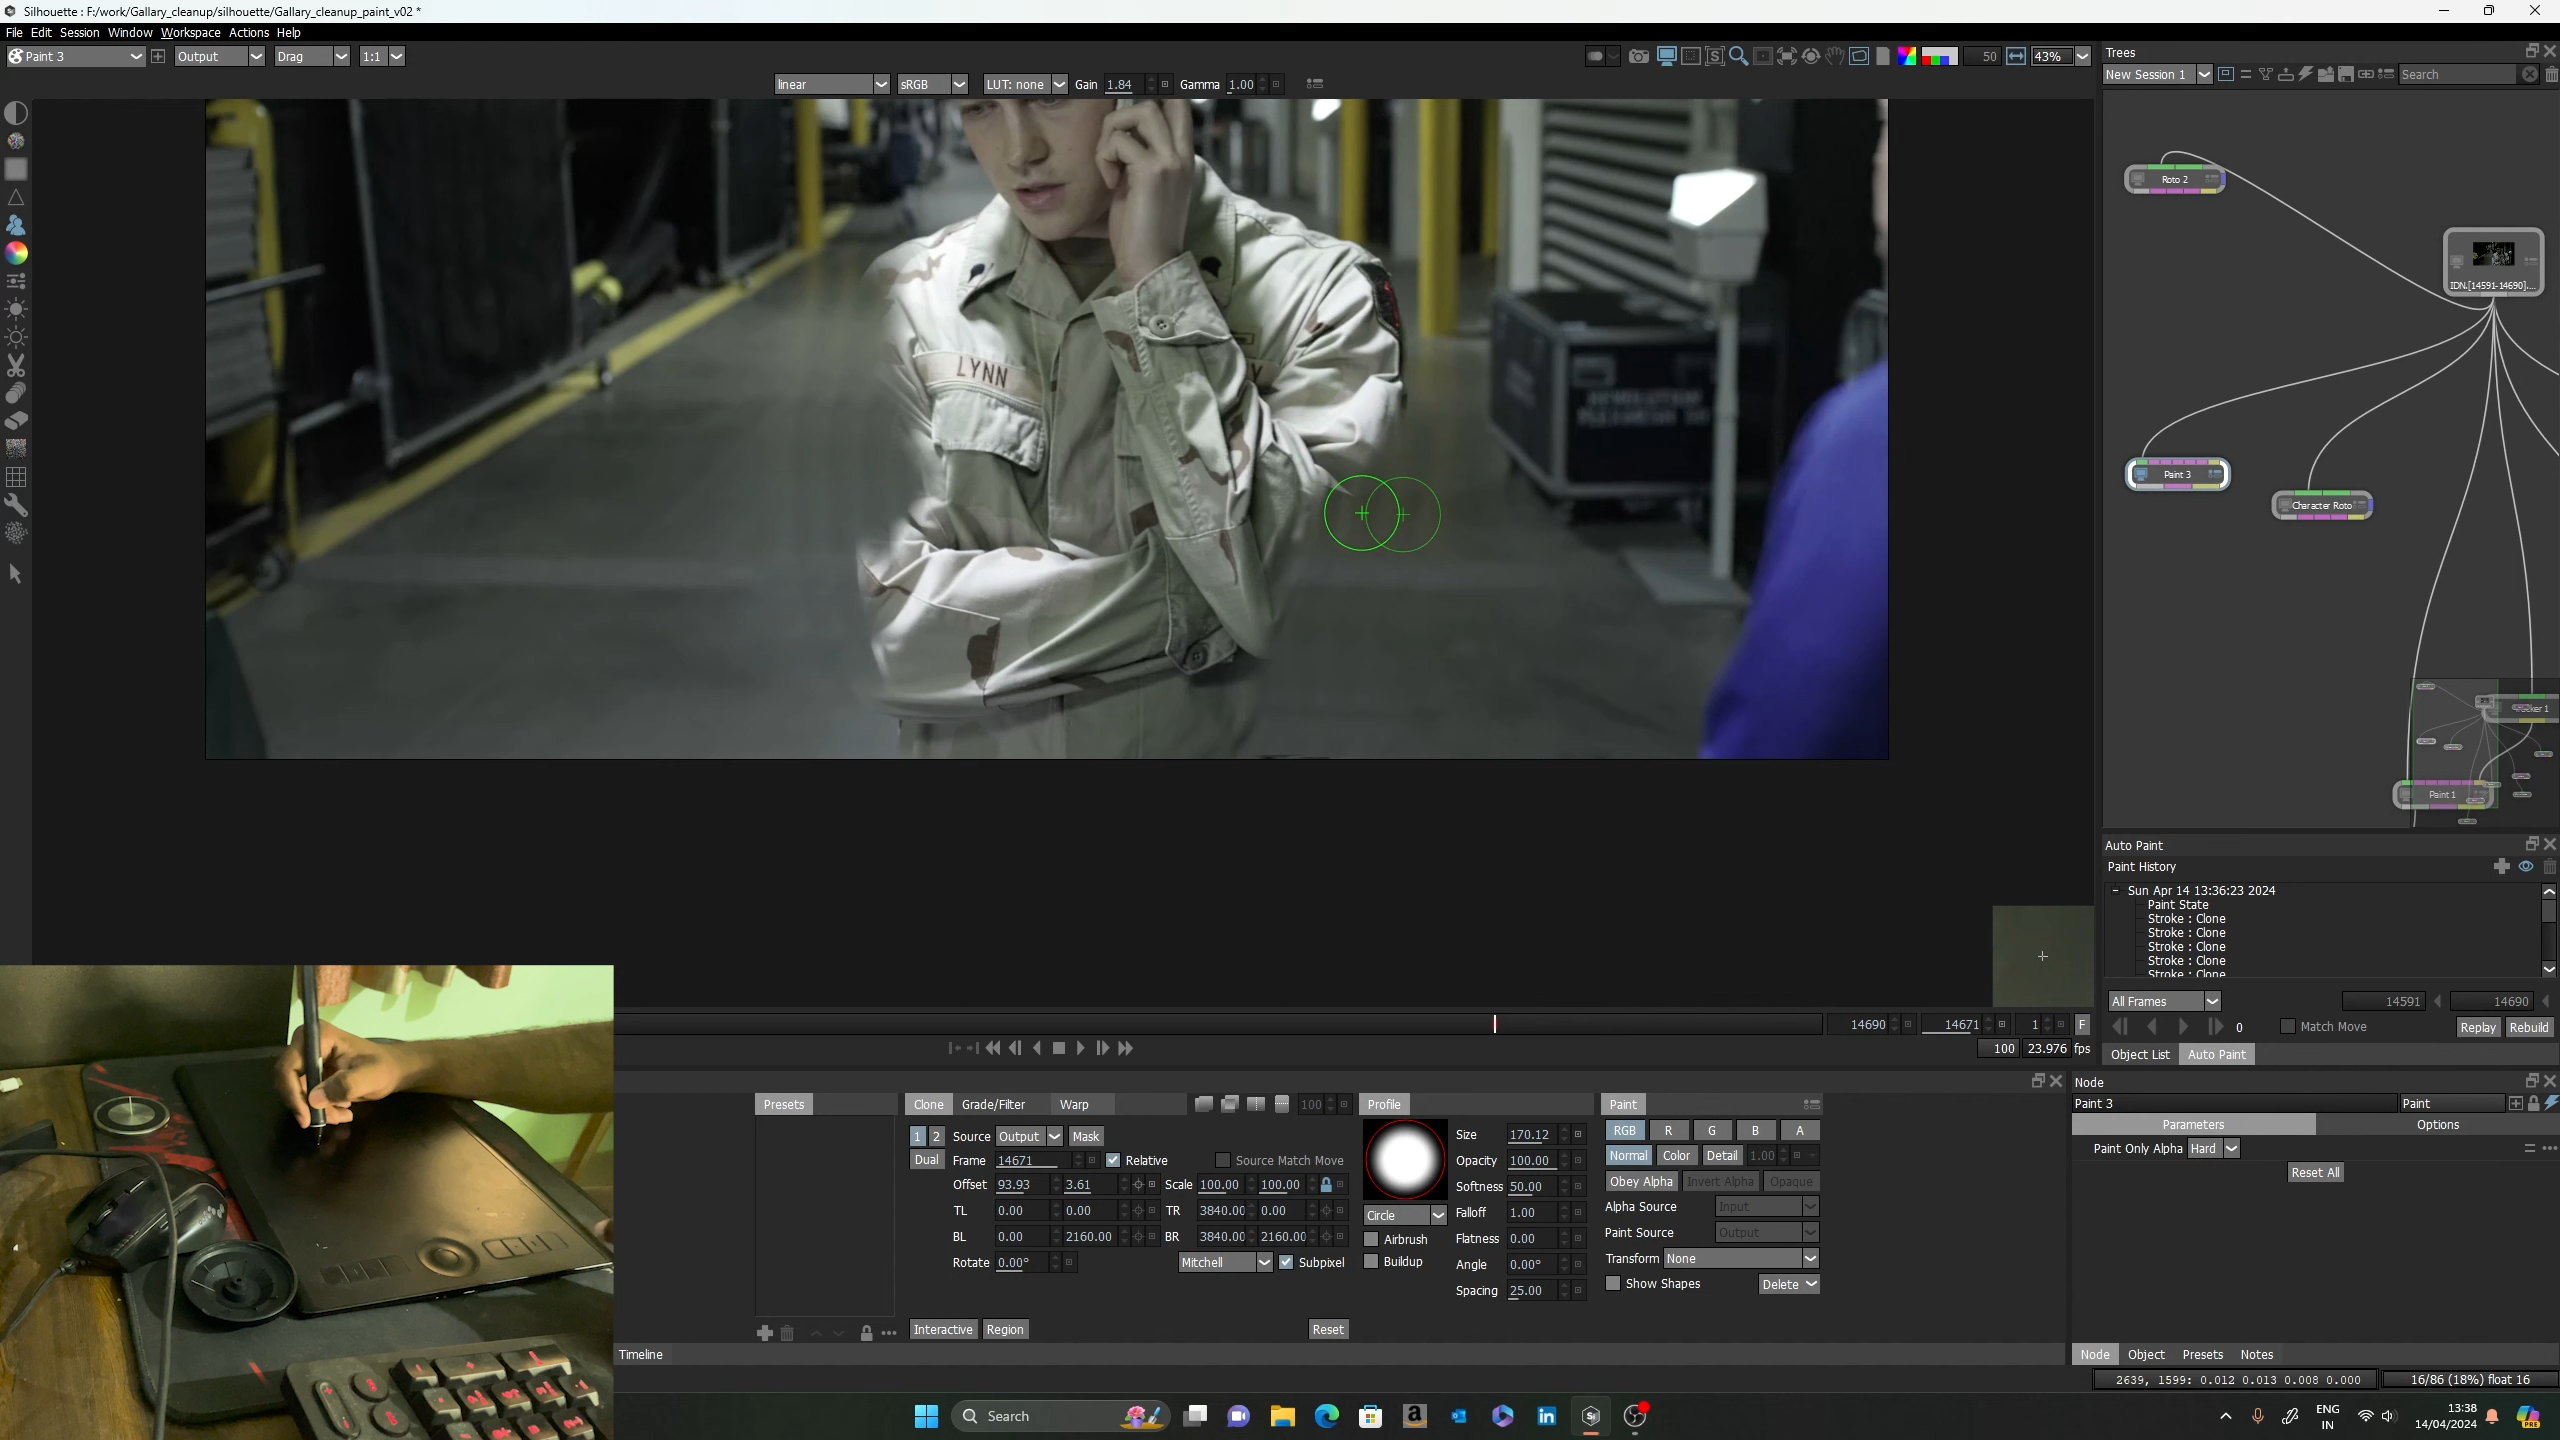 Silhouette : F:/work/Gallary_cleanup/silhouette/Gallary_cleanup_paint_v02 *
File Edit Session Window Workspace Actions Help
Paint 3 Output Drag 1:1 50 43%
linear sRGB LUT: none Gain 1.84 Gamma 1.00
LYNN
Trees
New Session 1 Search
Roto 2
IDN.[14591-14690]....
Paint 3
Character Roto
Paint 1
Auto Paint
Paint History
Sun Apr 14 13:36:23 2024
Paint State
Stroke : Clone
Stroke : Clone
Stroke : Clone
Stroke : Clone
Stroke : Clone
All Frames 14591 14690
0 Match Move Replay Rebuild
Object List Auto Paint
14690 14671 1 F
100 23.976 fps
Presets
Clone Grade/Filter Warp 100
1 2 Source Output Mask
Dual Frame 14671 Relative Source Match Move
Offset 93.93 3.61 Scale 100.00 100.00
TL 0.00 0.00 TR 3840.00 0.00
BL 0.00 2160.00 BR 3840.00 2160.00
Rotate 0.00° Mitchell Subpixel
Interactive Region Reset
Profile
Circle
Airbrush
Buildup
Size 170.12
Opacity 100.00
Softness 50.00
Falloff 1.00
Flatness 0.00
Angle 0.00°
Spacing 25.00
Paint
RGB R G B A
Normal Color Detail 1.00
Obey Alpha Invert Alpha Opaque
Alpha Source Input
Paint Source Output
Transform None
Show Shapes Delete
Node
Paint 3 Paint
Parameters Options
Paint Only Alpha Hard
Reset All
Timeline
Node Object Presets Notes
2639, 1599: 0.012 0.013 0.008 0.000 16/86 (18%) float 16
Search
ENG
IN
13:38
14/04/2024